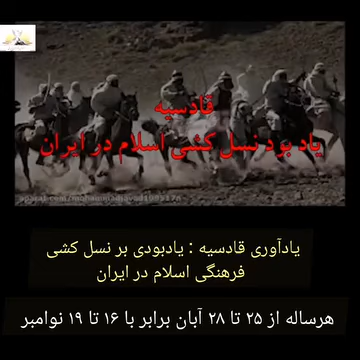 قادسیه
یاد بود نسل کشی اسلام در ایران
یادآوری قادسیه : یادبودی بر نسل کشی
فرهنگی اسلام در ایران
هرساله از ۲۵ تا ۲۸ آبان برابر با ۱۶ تا ۱۹ نوامبر